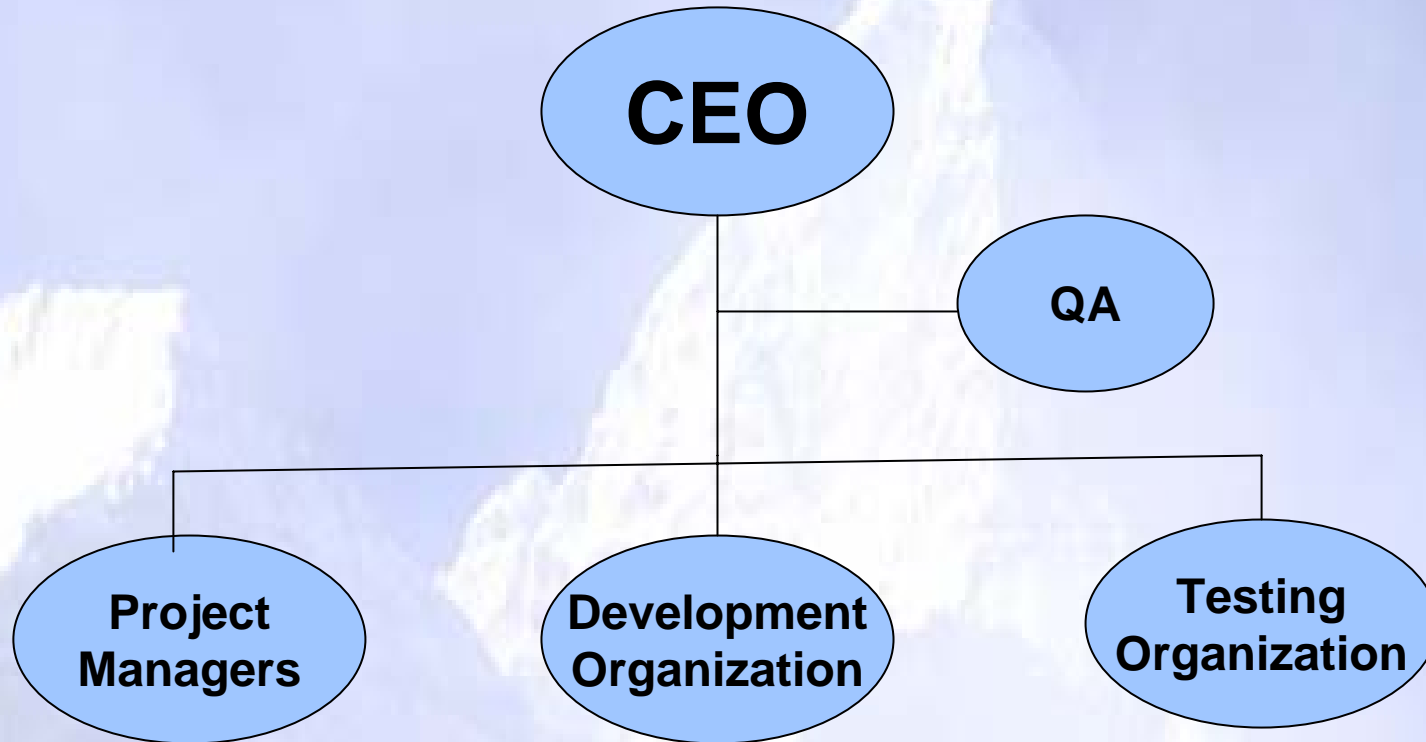 CEO
QA
Project
Managers
Development
Organization
Testing
Organization